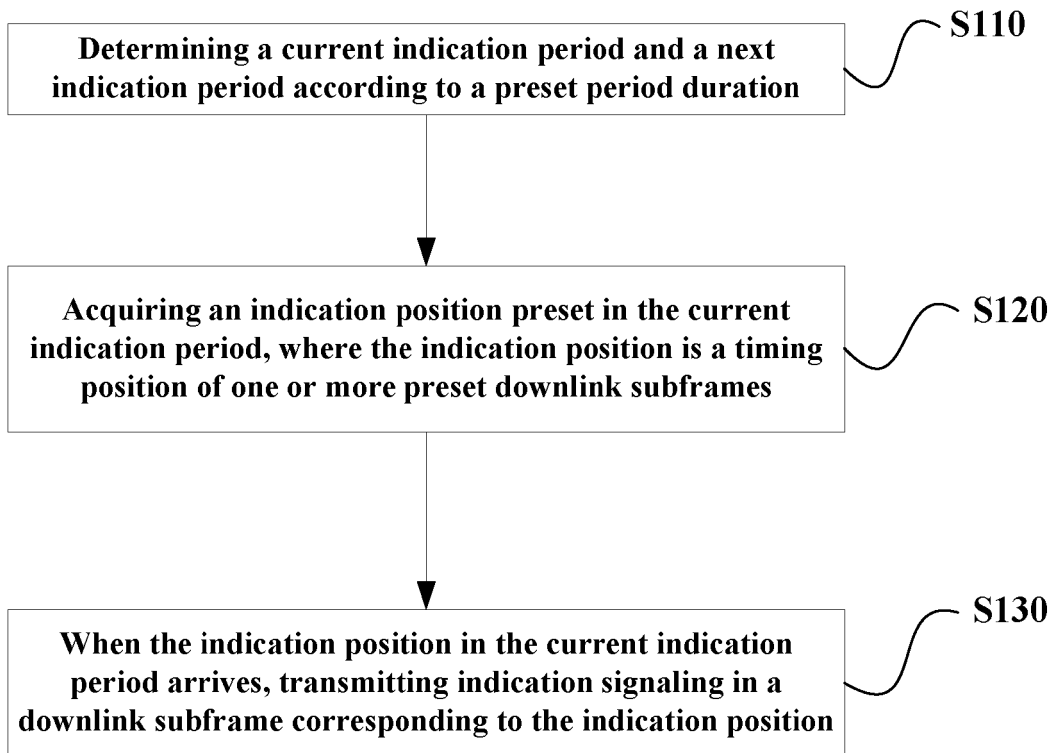 Determining a current indication period and a next
indication period according to a preset period duration
S110
Acquiring an indication position preset in the current
indication period, where the indication position is a timing
position of one or more preset downlink subframes
S120
When the indication position in the current indication
period arrives, transmitting indication signaling in a
downlink subframe corresponding to the indication position
S130